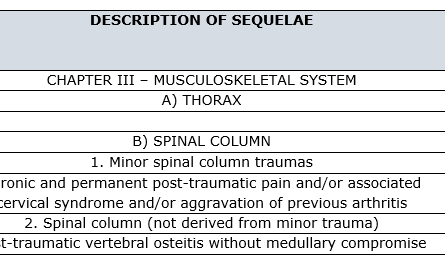 DESCRIPTION OF SEQUELAE
CHAPTER III – MUSCULOSKELETAL SYSTEM
A) THORAX
B) SPINAL COLUMN
1. Minor spinal column traumas
ronic and permanent post-traumatic pain and/or associated
cervical syndrome and/or aggravation of previous arthritis
2. Spinal column (not derived from minor trauma)
st-traumatic vertebral osteitis without medullary compromise